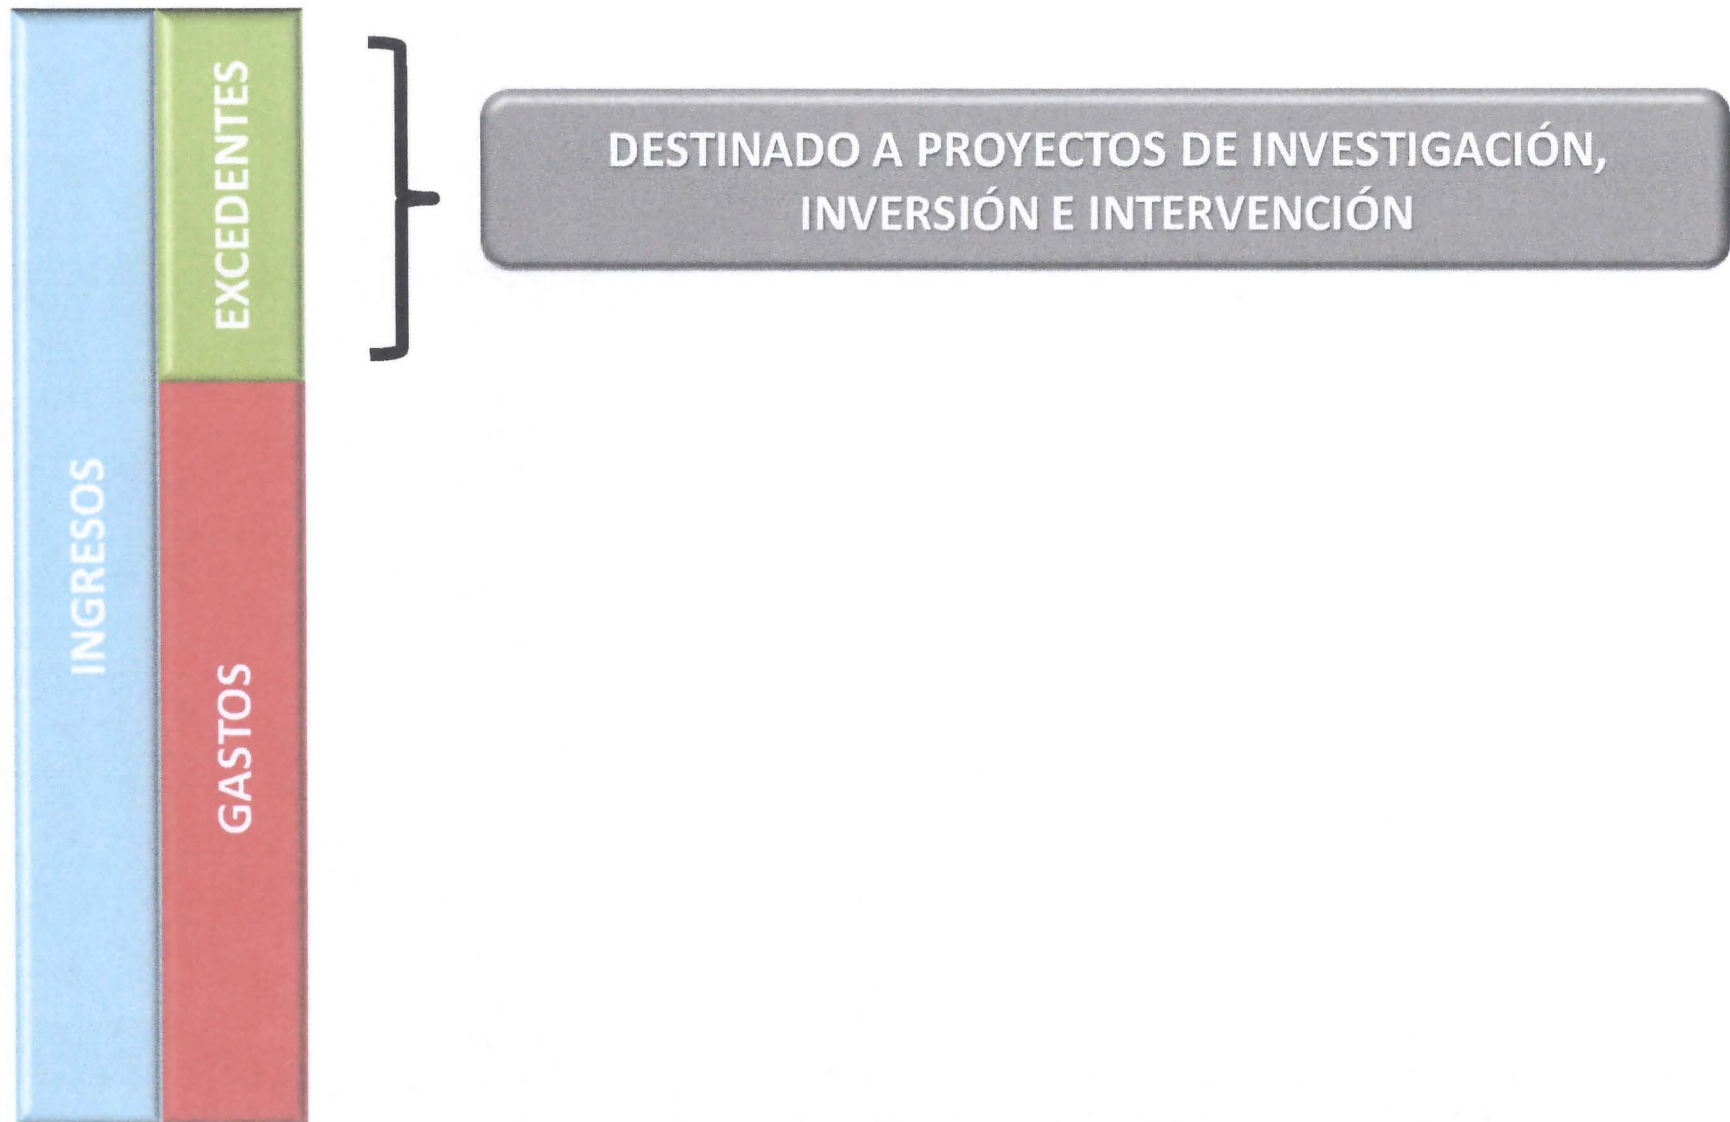 INGRESOS
EXCEDENTES
GASTOS
DESTINADO A PROYECTOS DE INVESTIGACIÓN,
INVERSIÓN E INTERVENCIÓN